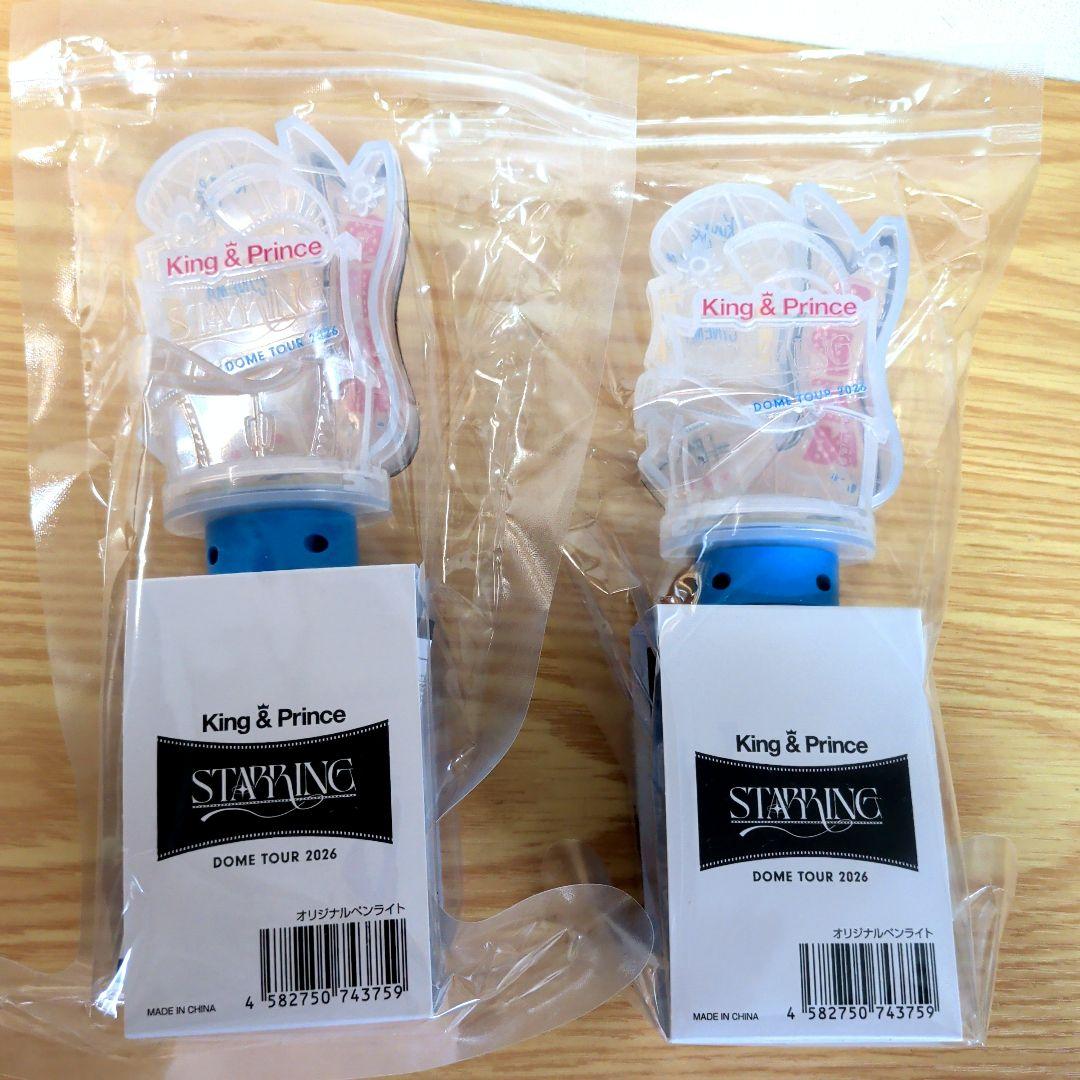 King & Prince
STARRING
DOME TOUR 2026
King & Prince
STARRING
DOME TOUR 2026
オリジナルペンライト
4 582750 743759
MADE IN CHINA
King & Prince
DOME TOUR 2026
King & Prince
STARRING
DOME TOUR 2026
オリジナルペンライト
4 582750 743759
MADE IN CHINA